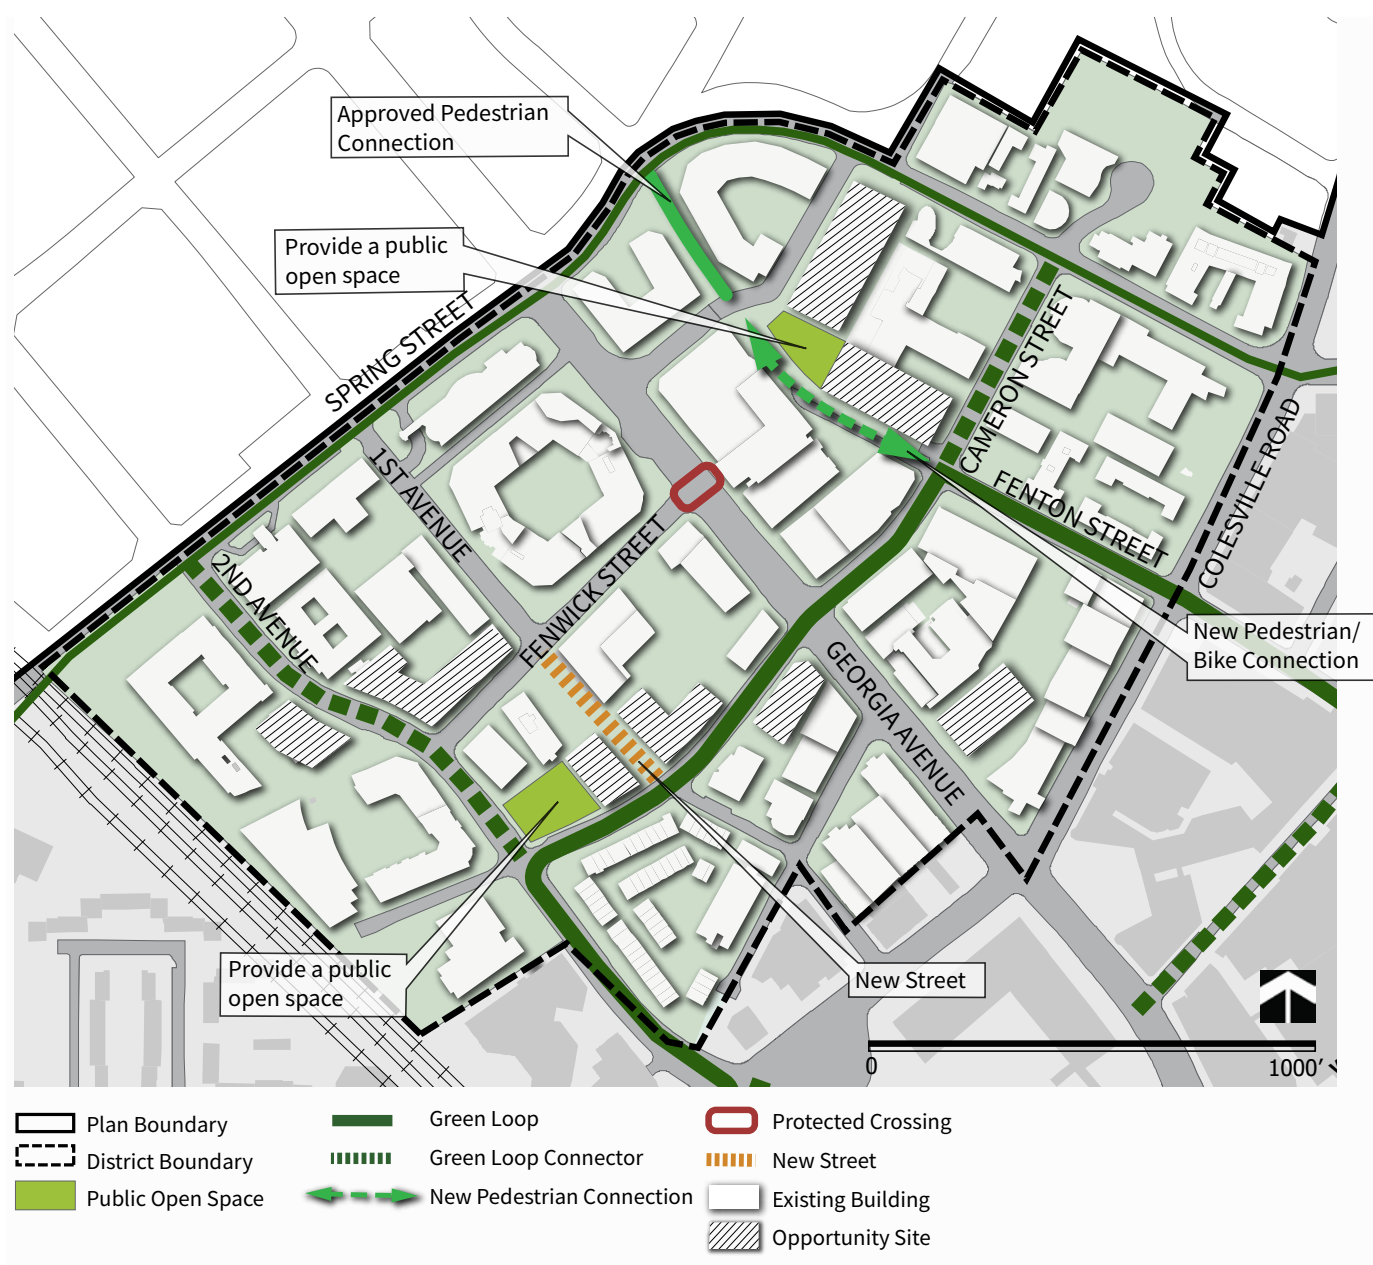 Approved Pedestrian
Connection
Provide a public
open space
SPRING STREET
1ST AVENUE
2ND AVENUE
FENWICK STREET
CAMERON STREET
FENTON STREET
COLESVILLE ROAD
GEORGIA AVENUE
New Pedestrian/
Bike Connection
Provide a public
open space
New Street
0
1000′
Plan Boundary
District Boundary
Public Open Space
Green Loop
Green Loop Connector
New Pedestrian Connection
Protected Crossing
New Street
Existing Building
Opportunity Site